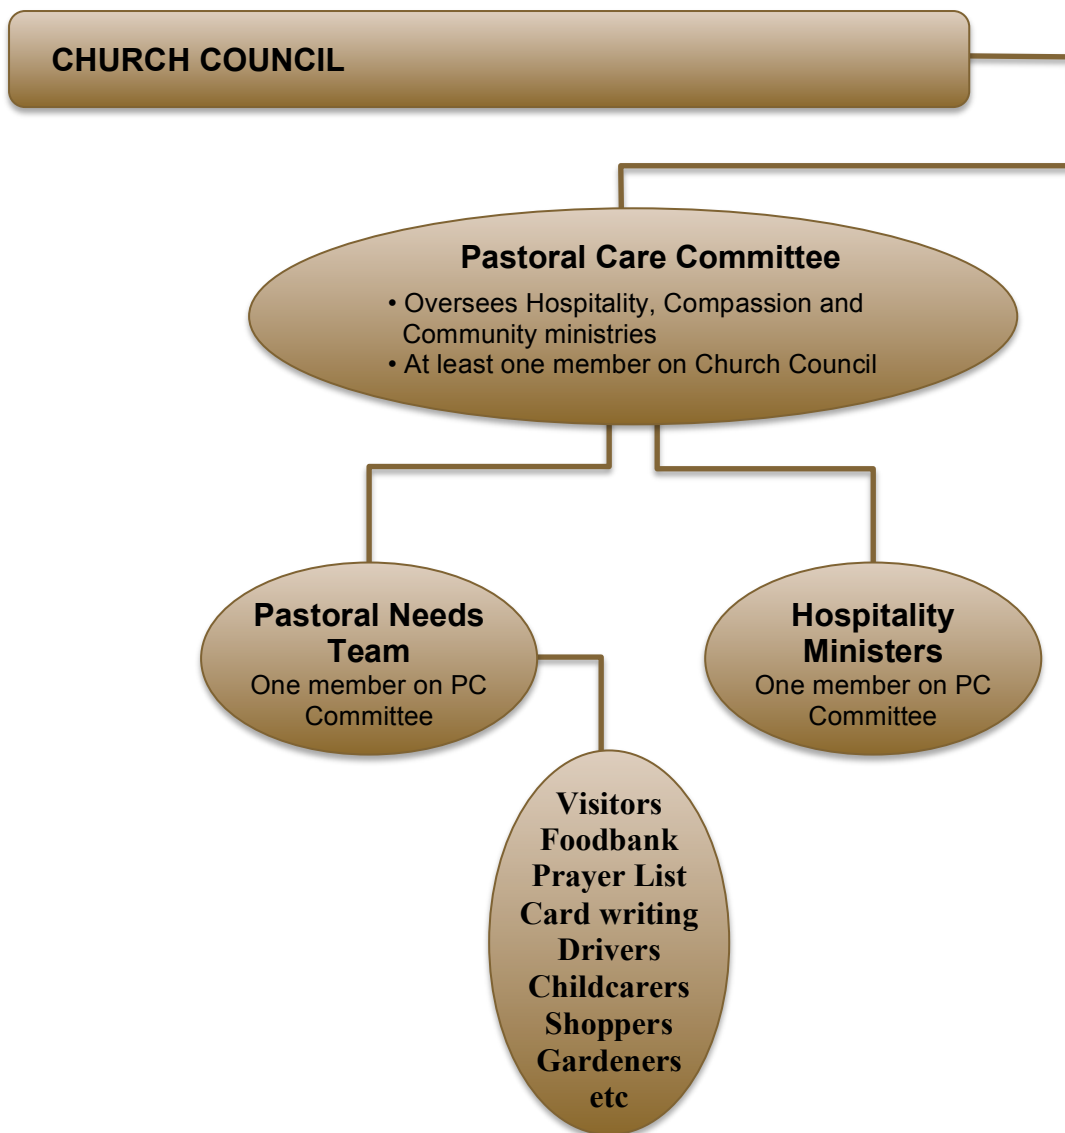 CHURCH COUNCIL
Pastoral Care Committee
• Oversees Hospitality, Compassion and
Community ministries
• At least one member on Church Council
Pastoral Needs
Team
One member on PC
Committee
Hospitality
Ministers
One member on PC
Committee
Visitors
Foodbank
Prayer List
Card writing
Drivers
Childcarers
Shoppers
Gardeners
etc